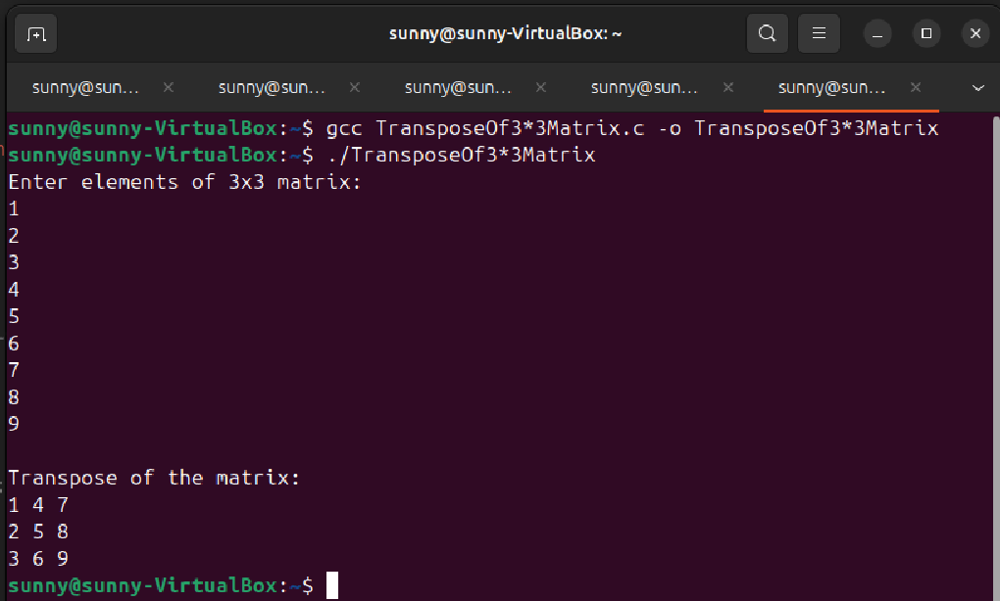 sunny@sunny-VirtualBox: ~
sunny@sun... sunny@sun... sunny@sun... sunny@sun... sunny@sun...
sunny@sunny-VirtualBox:~$ gcc TransposeOf3*3Matrix.c -o TransposeOf3*3Matrix
sunny@sunny-VirtualBox:~$ ./TransposeOf3*3Matrix
Enter elements of 3x3 matrix:
1
2
3
4
5
6
7
8
9
Transpose of the matrix:
1 4 7
2 5 8
3 6 9
sunny@sunny-VirtualBox:~$